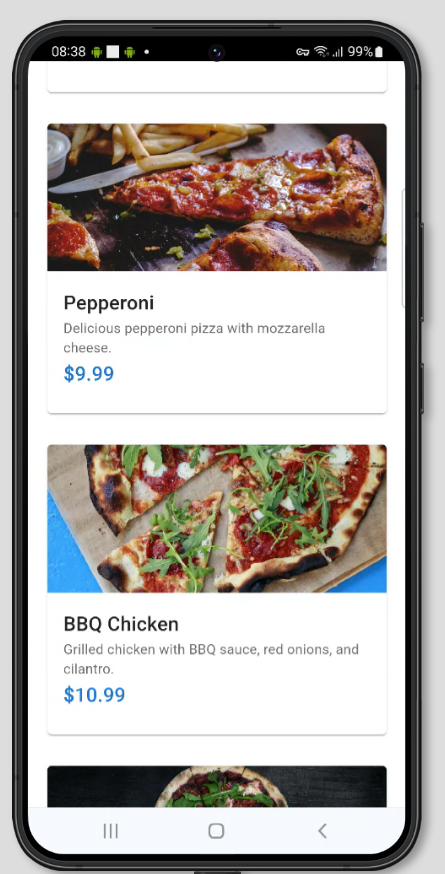 08:38
99%
Pepperoni
Delicious pepperoni pizza with mozzarella
cheese.
$9.99
BBQ Chicken
Grilled chicken with BBQ sauce, red onions, and
cilantro.
$10.99